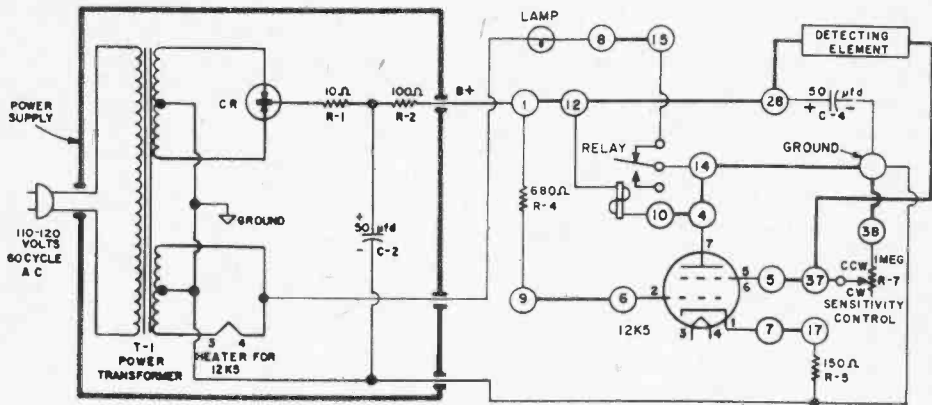 LAMP
8
15
DETECTING
ELEMENT
POWER
SUPPLY
CR
10Ω
R-1
100Ω
R-2
B+
1
12
28
50 μfd
+ -
C-4
RELAY
14
GROUND
680Ω
R-4
10
4
38
GROUND
110-120
VOLTS
60 CYCLE
A C
+
50 μfd
-
C-2
7
5
6
5
37
CCW
1 MEG
R-7
CW
SENSITIVITY
CONTROL
9
6
2
12K5
3
4
1
7
17
3 4
HEATER FOR
12K5
T-1
POWER
TRANSFORMER
150Ω
R-5